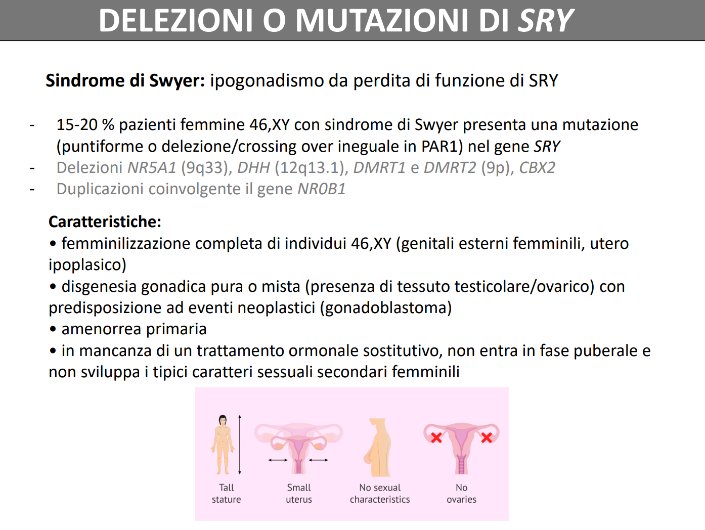 DELEZIONI O MUTAZIONI DI SRY
Sindrome di Swyer: ipogonadismo da perdita di funzione di SRY
- 15-20 % pazienti femmine 46,XY con sindrome di Swyer presenta una mutazione
(puntiforme o delezione/crossing over ineguale in PAR1) nel gene SRY
- Delezioni NR5A1 (9q33), DHH (12q13.1), DMRT1 e DMRT2 (9p), CBX2
- Duplicazioni coinvolgente il gene NR0B1
Caratteristiche:
• femminilizzazione completa di individui 46,XY (genitali esterni femminili, utero
ipoplasico)
• disgenesia gonadica pura o mista (presenza di tessuto testicolare/ovarico) con
predisposizione ad eventi neoplastici (gonadoblastoma)
• amenorrea primaria
• in mancanza di un trattamento ormonale sostitutivo, non entra in fase puberale e
non sviluppa i tipici caratteri sessuali secondari femminili
Tall
stature
Small
uterus
No sexual
characteristics
No
ovaries